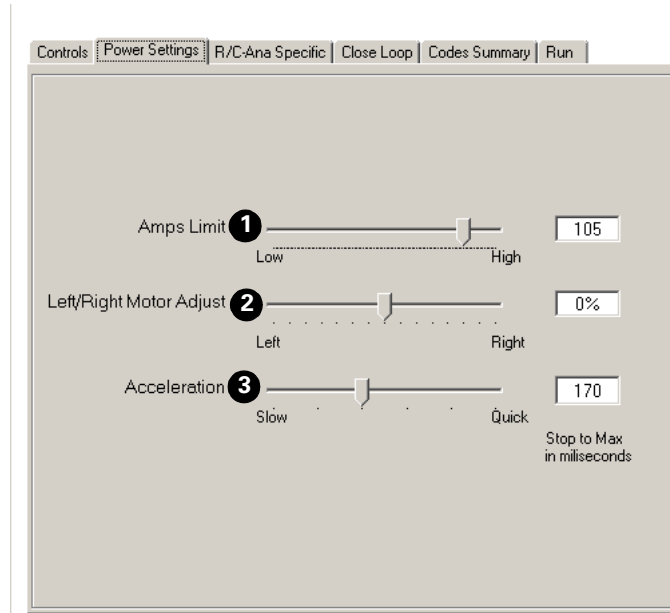 Controls Power Settings R/C-Ana Specific Close Loop Codes Summary Run
Amps Limit 1 105
Low High
Left/Right Motor Adjust 2 0%
Left Right
Acceleration 3 170
Slow Quick
Stop to Max
in miliseconds